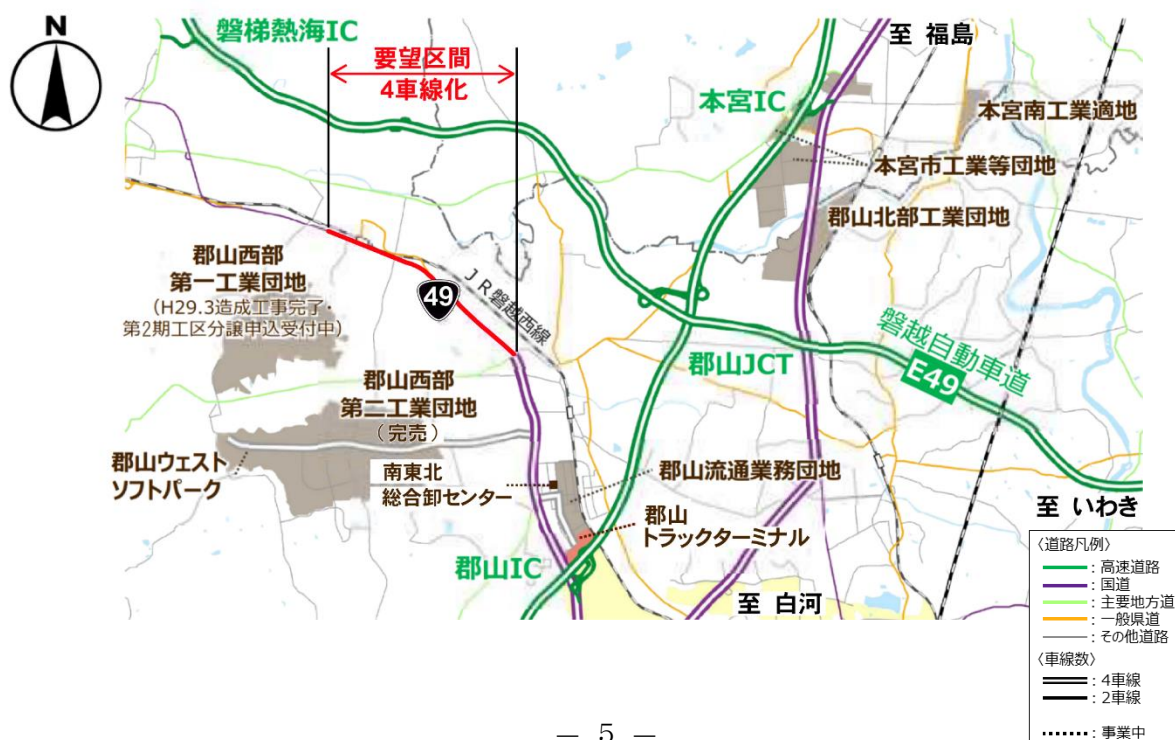 N
磐梯熱海IC
要望区間
4車線化
至 福島
本宮IC
本宮南工業適地
本宮市工業等団地
郡山北部工業団地
郡山西部
第一工業団地
(H29.3造成工事完了・
第2期工区分譲申込受付中)
49
JR磐越西線
郡山JCT
磐越自動車道
E49
郡山西部
第二工業団地
(完売)
郡山ウェスト
ソフトパーク
南東北
総合卸センター
郡山流通業務団地
郡山
トラックターミナル
至 いわき
郡山IC
至 白河
〈道路凡例〉
：高速道路
：国道
：主要地方道
：一般県道
：その他道路
〈車線数〉
：4車線
：2車線
：事業中
－ 5 －